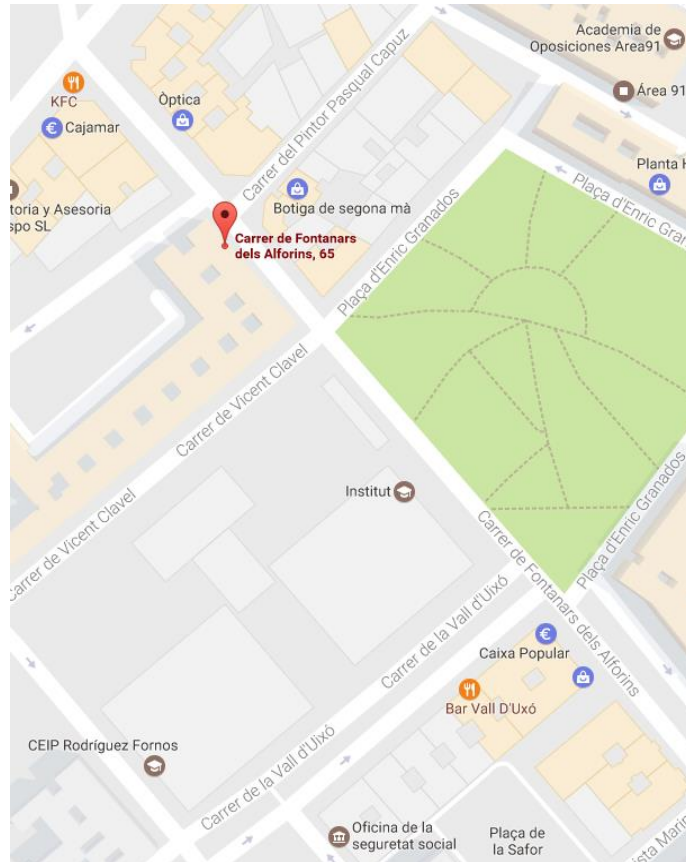 Academia de
Oposiciones Area91
Área 91
KFC
Òptica
Cajamar
Carrer del Pintor Pasqual Capuz
Planta H
toria y Asesoria
spo SL
Botiga de segona mà
Plaça d'Enric Granados
Plaça d'Enric Gran
Carrer de Fontanars
dels Alforins, 65
Carrer de Vicent Clavel
Institut
Carrer de Vicent Clavel
Plaça d'Enric Granados
Carrer de Fontanars dels Alforins
Carrer de la Vall d'Uixó
Caixa Popular
Bar Vall D'Uxó
CEIP Rodríguez Fornos
Carrer de la Vall d'Uixó
Oficina de la
seguretat social
Plaça de
la Safor
ista Marin